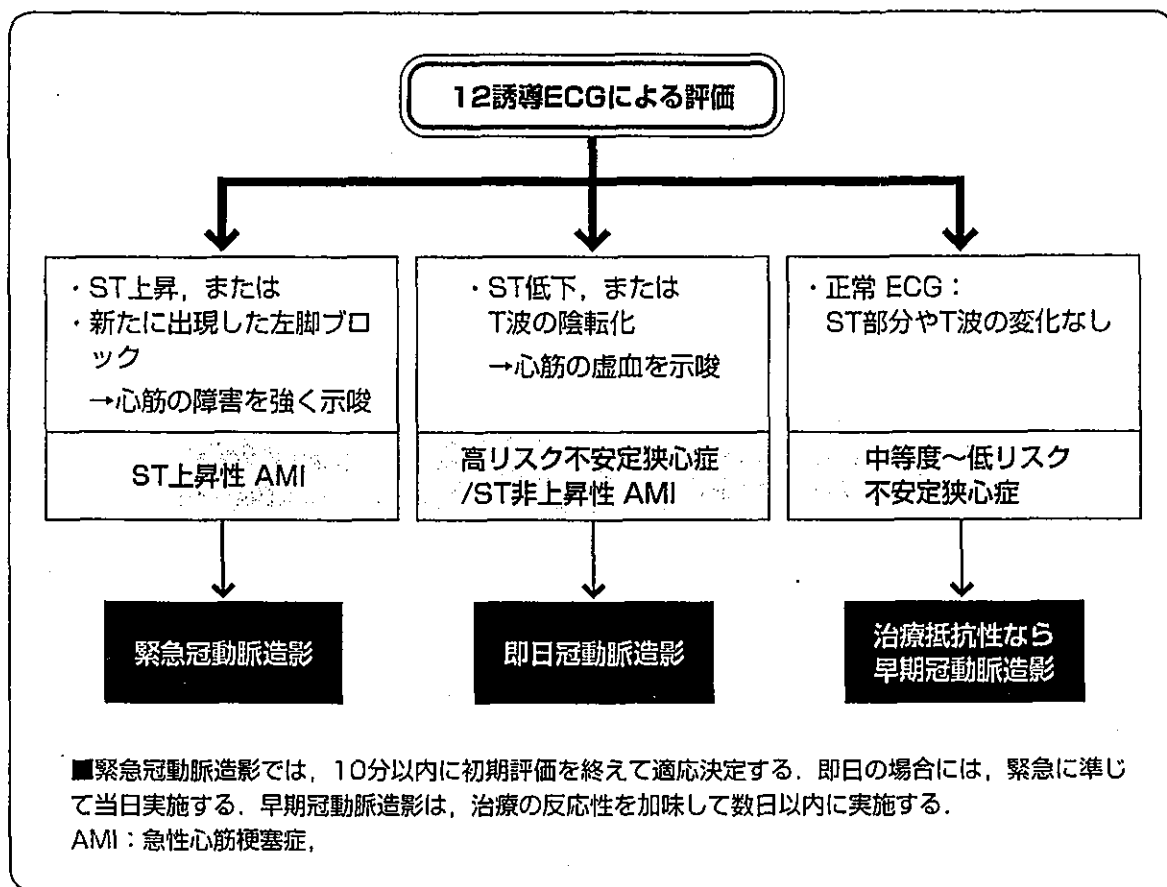 12誘導ECGによる評価
・ST上昇，または
・新たに出現した左脚ブロ
ック
→心筋の障害を強く示唆
ST上昇性 AMI
緊急冠動脈造影
・ST低下，または
T波の陰転化
→心筋の虚血を示唆
高リスク不安定狭心症
/ST非上昇性 AMI
即日冠動脈造影
・正常 ECG：
ST部分やT波の変化なし
中等度〜低リスク
不安定狭心症
治療抵抗性なら
早期冠動脈造影
■緊急冠動脈造影では，10分以内に初期評価を終えて適応決定する．即日の場合には，緊急に準じ
て当日実施する．早期冠動脈造影は，治療の反応性を加味して数日以内に実施する．
AMI：急性心筋梗塞症，